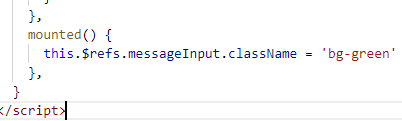 },
mounted() {
this.$refs.messageInput.className = 'bg-green'
},
}
</script>